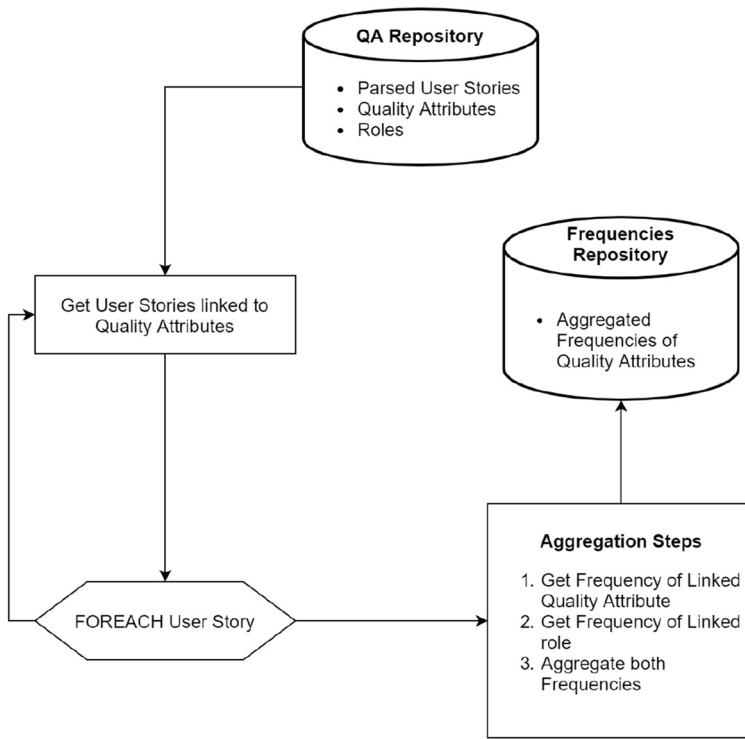 QA Repository
• Parsed User Stories
• Quality Attributes
• Roles
Frequencies
Repository
• Aggregated
Frequencies of
Quality Attributes
Get User Stories linked to
Quality Attributes
FOREACH User Story
Aggregation Steps
1. Get Frequency of Linked
Quality Attribute
2. Get Frequency of Linked
role
3. Aggregate both
Frequencies